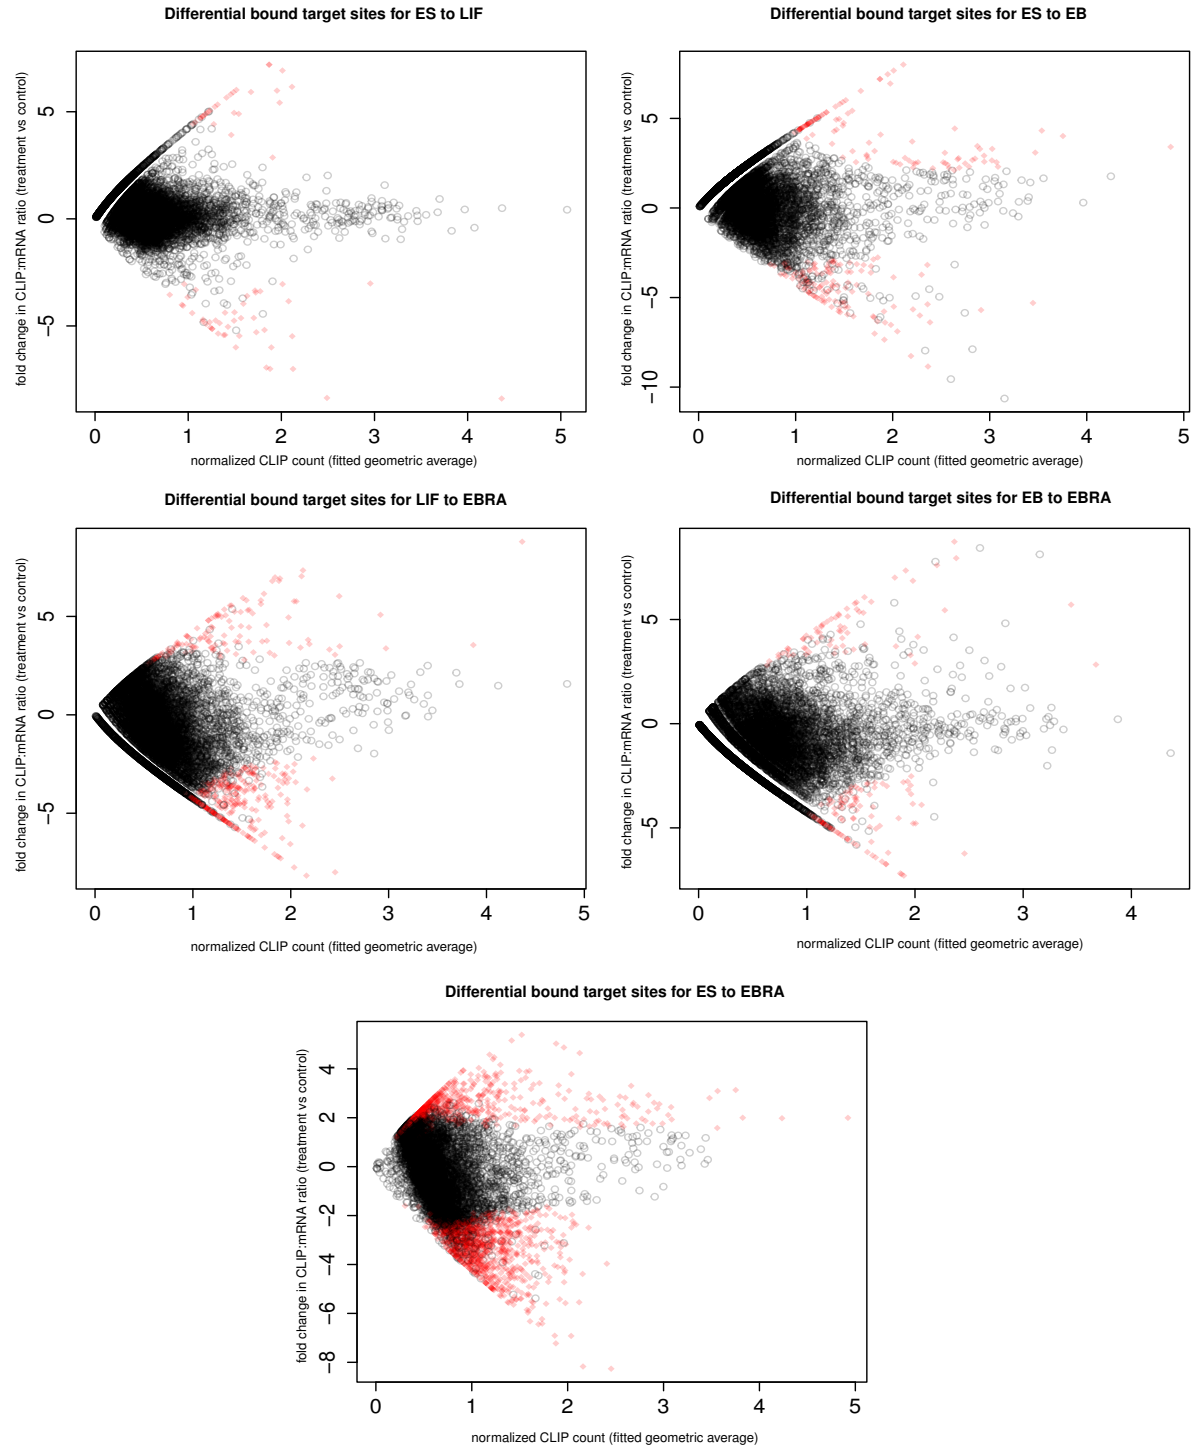 Differential bound target sites for ES to LIF
fold change in CLIP:mRNA ratio (treatment vs control)
5
0
−5
0 1 2 3 4 5
normalized CLIP count (fitted geometric average)
Differential bound target sites for ES to EB
fold change in CLIP:mRNA ratio (treatment vs control)
5
0
−5
−10
0 1 2 3 4 5
normalized CLIP count (fitted geometric average)
Differential bound target sites for LIF to EBRA
fold change in CLIP:mRNA ratio (treatment vs control)
5
0
−5
0 1 2 3 4 5
normalized CLIP count (fitted geometric average)
Differential bound target sites for EB to EBRA
fold change in CLIP:mRNA ratio (treatment vs control)
5
0
−5
0 1 2 3 4
normalized CLIP count (fitted geometric average)
Differential bound target sites for ES to EBRA
fold change in CLIP:mRNA ratio (treatment vs control)
4
2
0
−2
−4
−6
−8
0 1 2 3 4 5
normalized CLIP count (fitted geometric average)